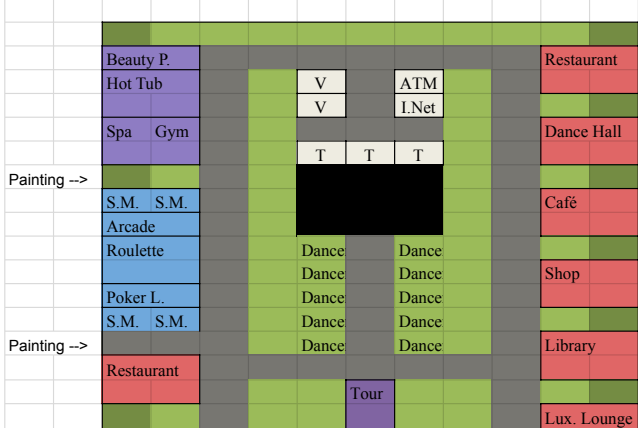 Beauty P. Restaurant
Hot Tub V ATM
V I.Net
Spa Gym Dance Hall
T T T
Painting -->
S.M. S.M. Café
Arcade
Roulette Dance Dance
Dance Dance Shop
Poker L. Dance Dance
S.M. S.M. Dance Dance
Painting --> Dance Dance Library
Restaurant
Tour
Lux. Lounge